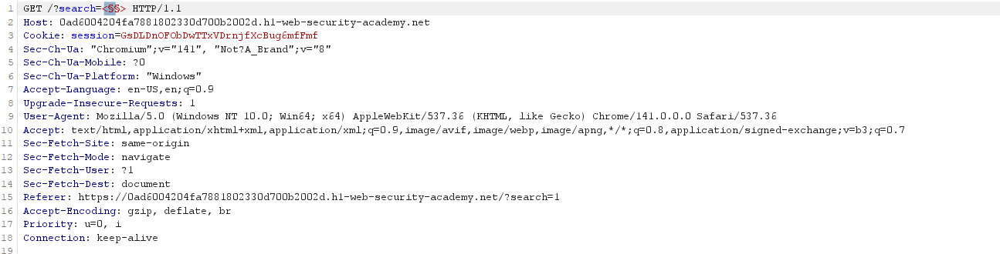 1 GET /?search=<§§> HTTP/1.1
2 Host: 0ad6004204fa7881802330d700b2002d.h1-web-security-academy.net
3 Cookie: session=GsDLDnOFObDwTTxVDrnjfXcBug6mfFmf
4 Sec-Ch-Ua: "Chromium";v="141", "Not?A_Brand";v="8"
5 Sec-Ch-Ua-Mobile: ?0
6 Sec-Ch-Ua-Platform: "Windows"
7 Accept-Language: en-US,en;q=0.9
8 Upgrade-Insecure-Requests: 1
9 User-Agent: Mozilla/5.0 (Windows NT 10.0; Win64; x64) AppleWebKit/537.36 (KHTML, like Gecko) Chrome/141.0.0.0 Safari/537.36
10 Accept: text/html,application/xhtml+xml,application/xml;q=0.9,image/avif,image/webp,image/apng,*/*;q=0.8,application/signed-exchange;v=b3;q=0.7
11 Sec-Fetch-Site: same-origin
12 Sec-Fetch-Mode: navigate
13 Sec-Fetch-User: ?1
14 Sec-Fetch-Dest: document
15 Referer: https://0ad6004204fa7881802330d700b2002d.h1-web-security-academy.net/?search=1
16 Accept-Encoding: gzip, deflate, br
17 Priority: u=0, i
18 Connection: keep-alive
19